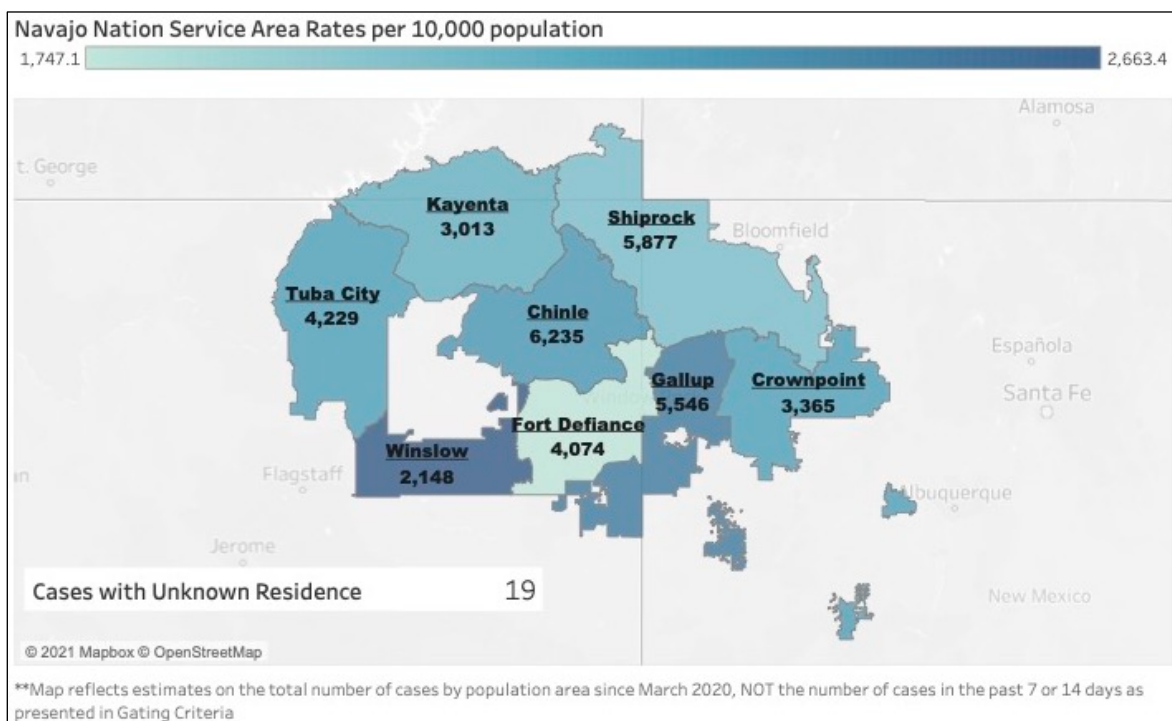 Navajo Nation Service Area Rates per 10,000 population
1,747.1
2,663.4
Alamosa
t. George
Kayenta
3,013
Shiprock
5,877
Bloomfield
Tuba City
4,229
Chinle
6,235
Española
Gallup
5,546
Crownpoint
3,365
Santa Fe
Window
Fort Defiance
4,074
Winslow
2,148
Flagstaff
an
Albuquerque
Jerome
Cases with Unknown Residence 19
New Mexico
© 2021 Mapbox © OpenStreetMap
**Map reflects estimates on the total number of cases by population area since March 2020, NOT the number of cases in the past 7 or 14 days as
presented in Gating Criteria